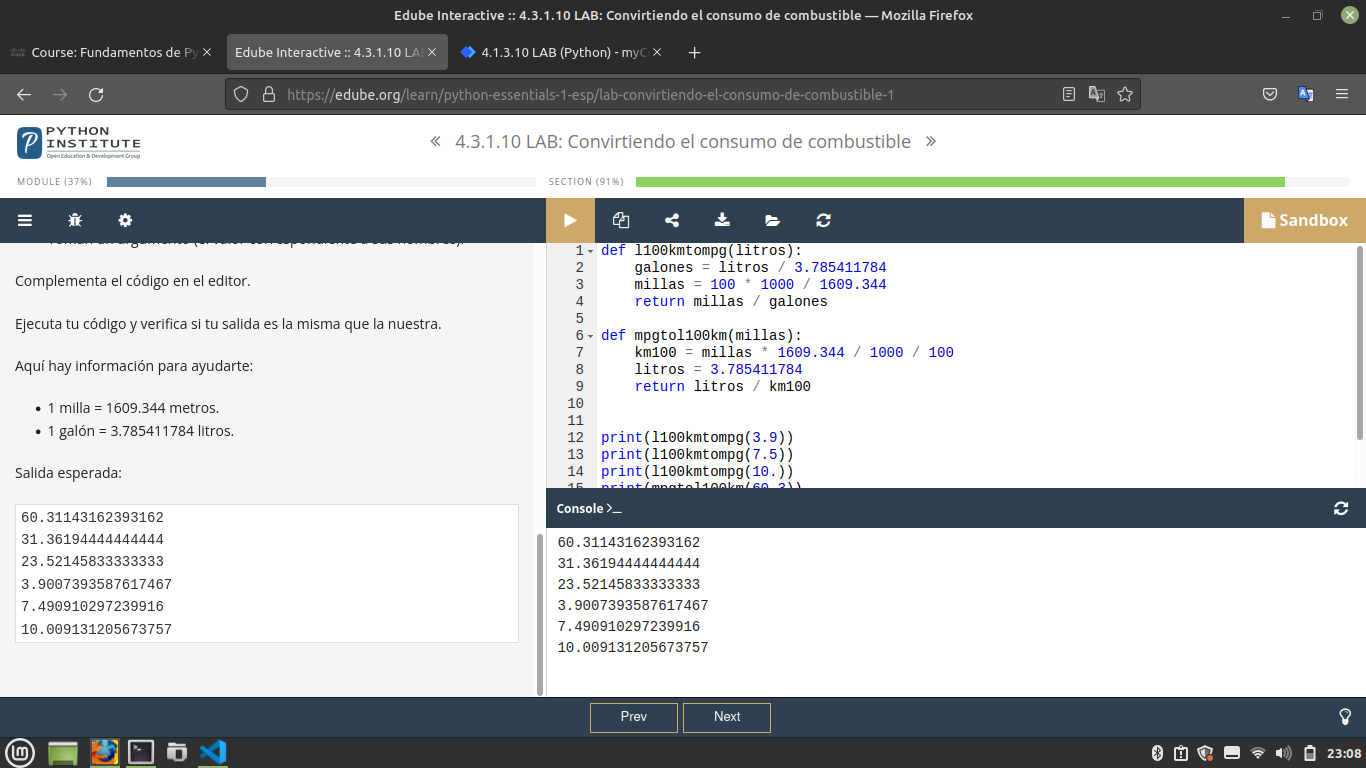 Edube Interactive :: 4.3.1.10 LAB: Convirtiendo el consumo de combustible — Mozilla Firefox
Course: Fundamentos de Py
Edube Interactive :: 4.3.1.10 LA
4.1.3.10 LAB (Python) - myC
https://edube.org/learn/python-essentials-1-esp/lab-convirtiendo-el-consumo-de-combustible-1
PYTHON
INSTITUTE
Open Education & Development Group
« 4.3.1.10 LAB: Convirtiendo el consumo de combustible »
MODULE (37%)
SECTION (91%)
Sandbox
Complementa el código en el editor.
Ejecuta tu código y verifica si tu salida es la misma que la nuestra.
Aquí hay información para ayudarte:
• 1 milla = 1609.344 metros.
• 1 galón = 3.785411784 litros.
Salida esperada:
60.31143162393162
31.36194444444444
23.52145833333333
3.9007393587617467
7.490910297239916
10.009131205673757
1 def l100kmtompg(litros):
2     galones = litros / 3.785411784
3     millas = 100 * 1000 / 1609.344
4     return millas / galones
5
6 def mpgtol100km(millas):
7     km100 = millas * 1609.344 / 1000 / 100
8     litros = 3.785411784
9     return litros / km100
10
11
12 print(l100kmtompg(3.9))
13 print(l100kmtompg(7.5))
14 print(l100kmtompg(10.))
15 print(mpgtol100km(60.3))
Console >_
60.31143162393162
31.36194444444444
23.52145833333333
3.9007393587617467
7.490910297239916
10.009131205673757
Prev
Next
23:08